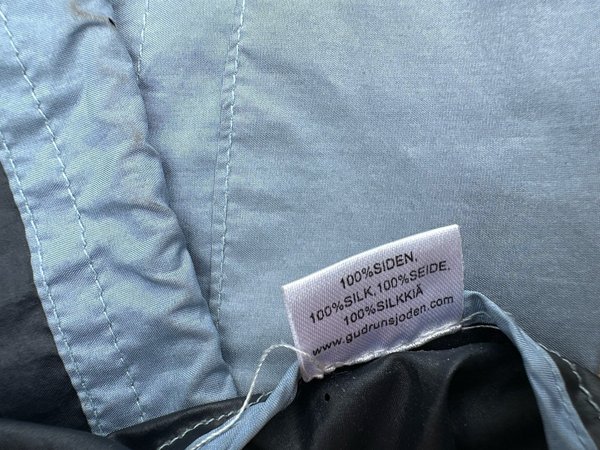 100%SIDEN,
100%SILK,100%SEIDE,
100%SILKKIÄ
www.gudrunsjoden.com